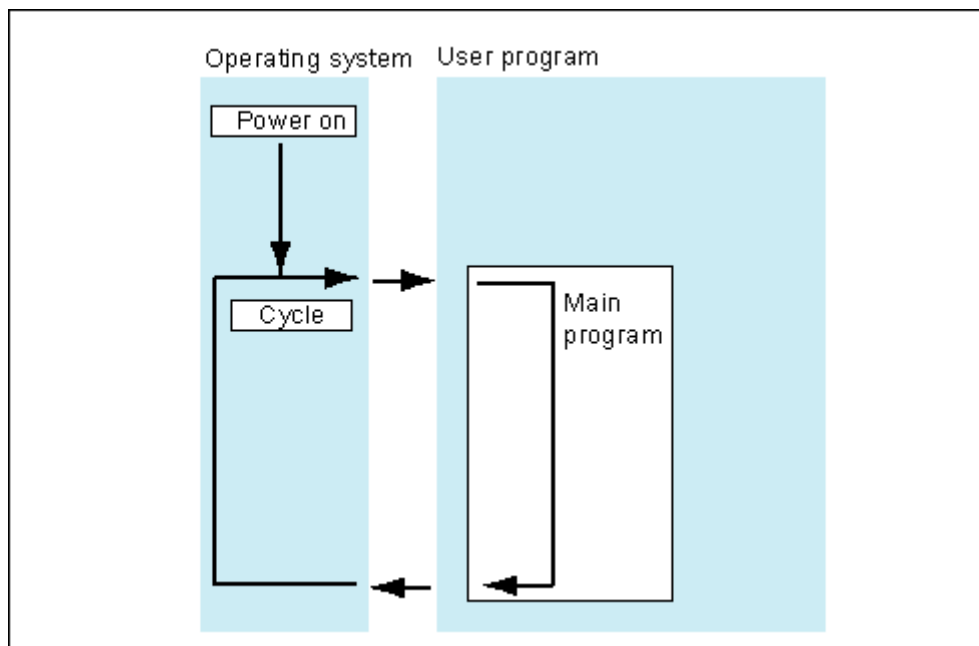 Operating system
User program
Power on
Cycle
Main
program